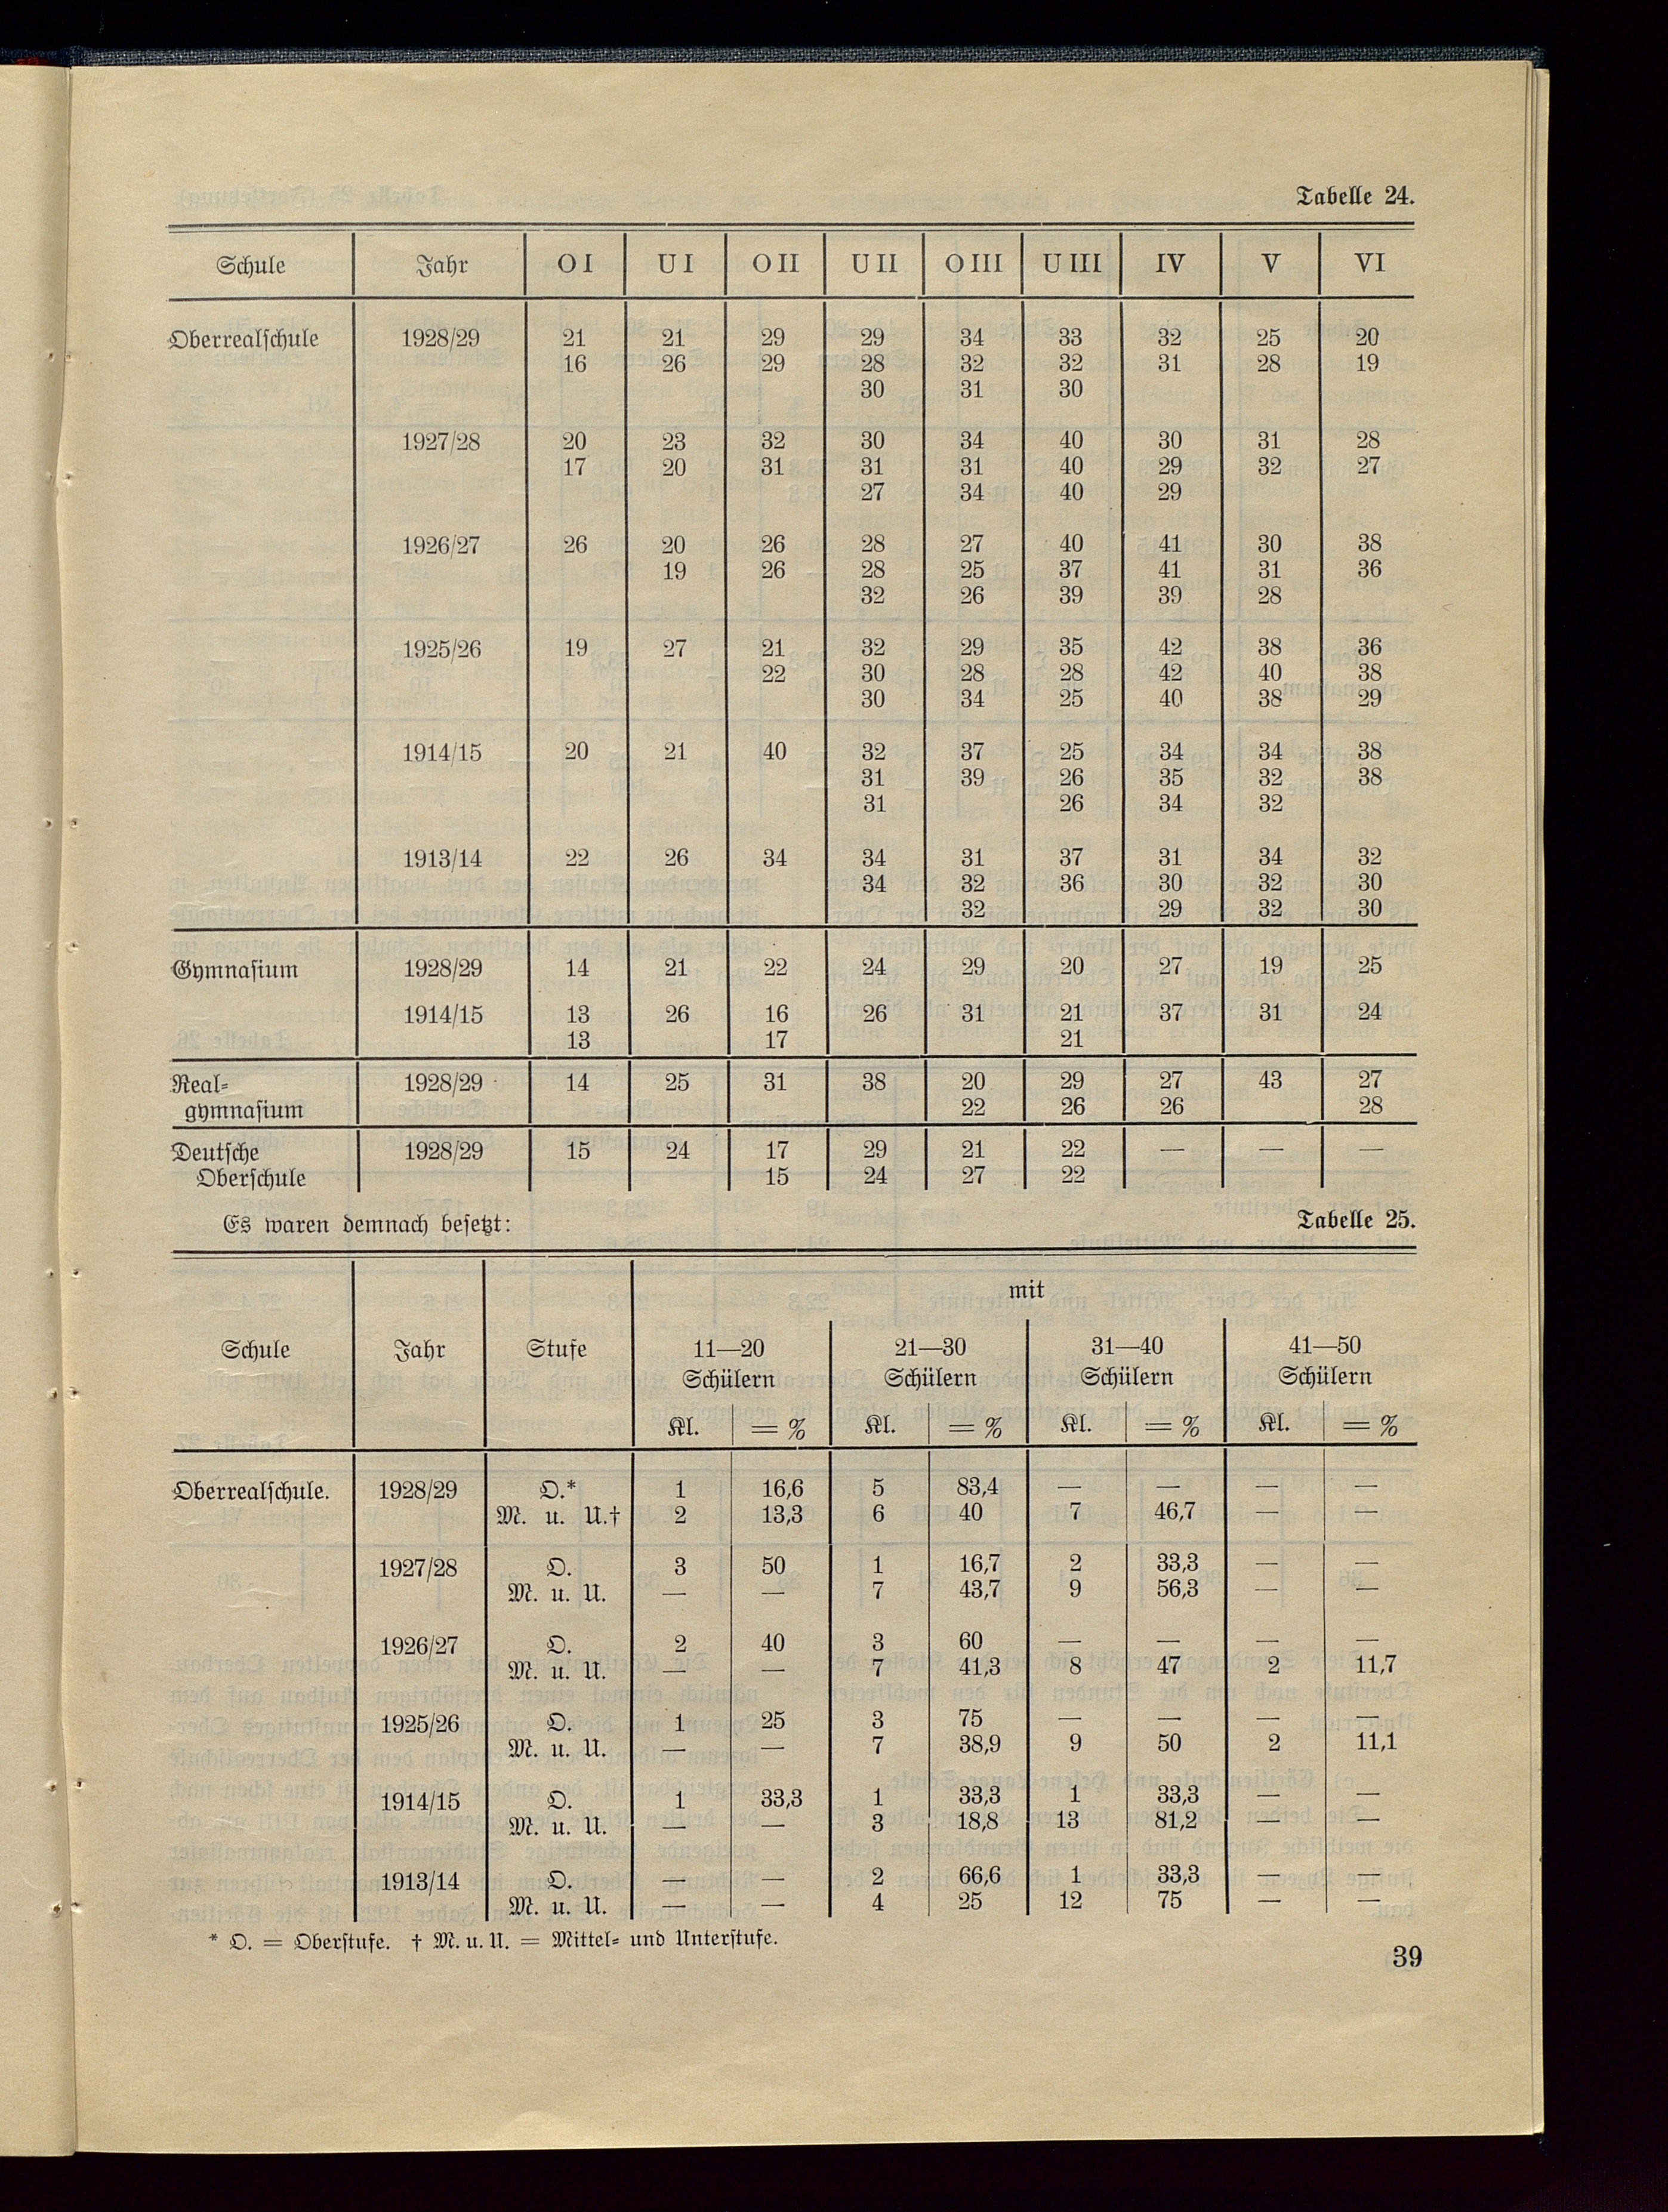 Tabelle 24.
Schule Jahr O I U I O II U II O III U III IV V VI
Oberrealschule 1928/29 21 21 29 29 34 33 32 25 20
16 26 29 28 32 32 31 28 19
30 31 30
1927/28 20 23 32 30 34 40 30 31 28
17 20 31 31 31 40 29 32 27
27 34 40 29
1926/27 26 20 26 28 27 40 41 30 38
19 26 28 25 37 41 31 36
32 26 39 39 28
1925/26 19 27 21 32 29 35 42 38 36
22 30 28 28 42 40 38
30 34 25 40 38 29
1914/15 20 21 40 32 37 25 34 34 38
31 39 26 35 32 38
31 26 34 32
1913/14 22 26 34 34 31 37 31 34 32
34 32 36 30 32 30
32 29 32 30
Gymnasium 1928/29 14 21 22 24 29 20 27 19 25
1914/15 13 26 16 26 31 21 37 31 24
13 17 21
Real- 1928/29 14 25 31 38 20 29 27 43 27
gymnasium 22 26 26 28
Deutsche 1928/29 15 24 17 29 21 22 — — —
Oberschule 15 24 27 22
Es waren demnach besetzt: Tabelle 25.
mit
Schule Jahr Stufe 11—20 21—30 31—40 41—50
Schülern Schülern Schülern Schülern
Kl. = % Kl. = % Kl. = % Kl. = %
Oberrealschule. 1928/29 O.* 1 16,6 5 83,4 — — — —
M. u. U.† 2 13,3 6 40 7 46,7 — —
1927/28 O. 3 50 1 16,7 2 33,3 — —
M. u. U. — — 7 43,7 9 56,3 — —
1926/27 O. 2 40 3 60 — — — —
M. u. U. — — 7 41,3 8 47 2 11,7
1925/26 O. 1 25 3 75 — — — —
M. u. U. — — 7 38,9 9 50 2 11,1
1914/15 O. 1 33,3 1 33,3 1 33,3 — —
M. u. U. — — 3 18,8 13 81,2 — —
1913/14 O. — — 2 66,6 1 33,3 — —
M. u. U. — — 4 25 12 75 — —
* O. = Oberstufe. † M. u. U. = Mittel- und Unterstufe.
39